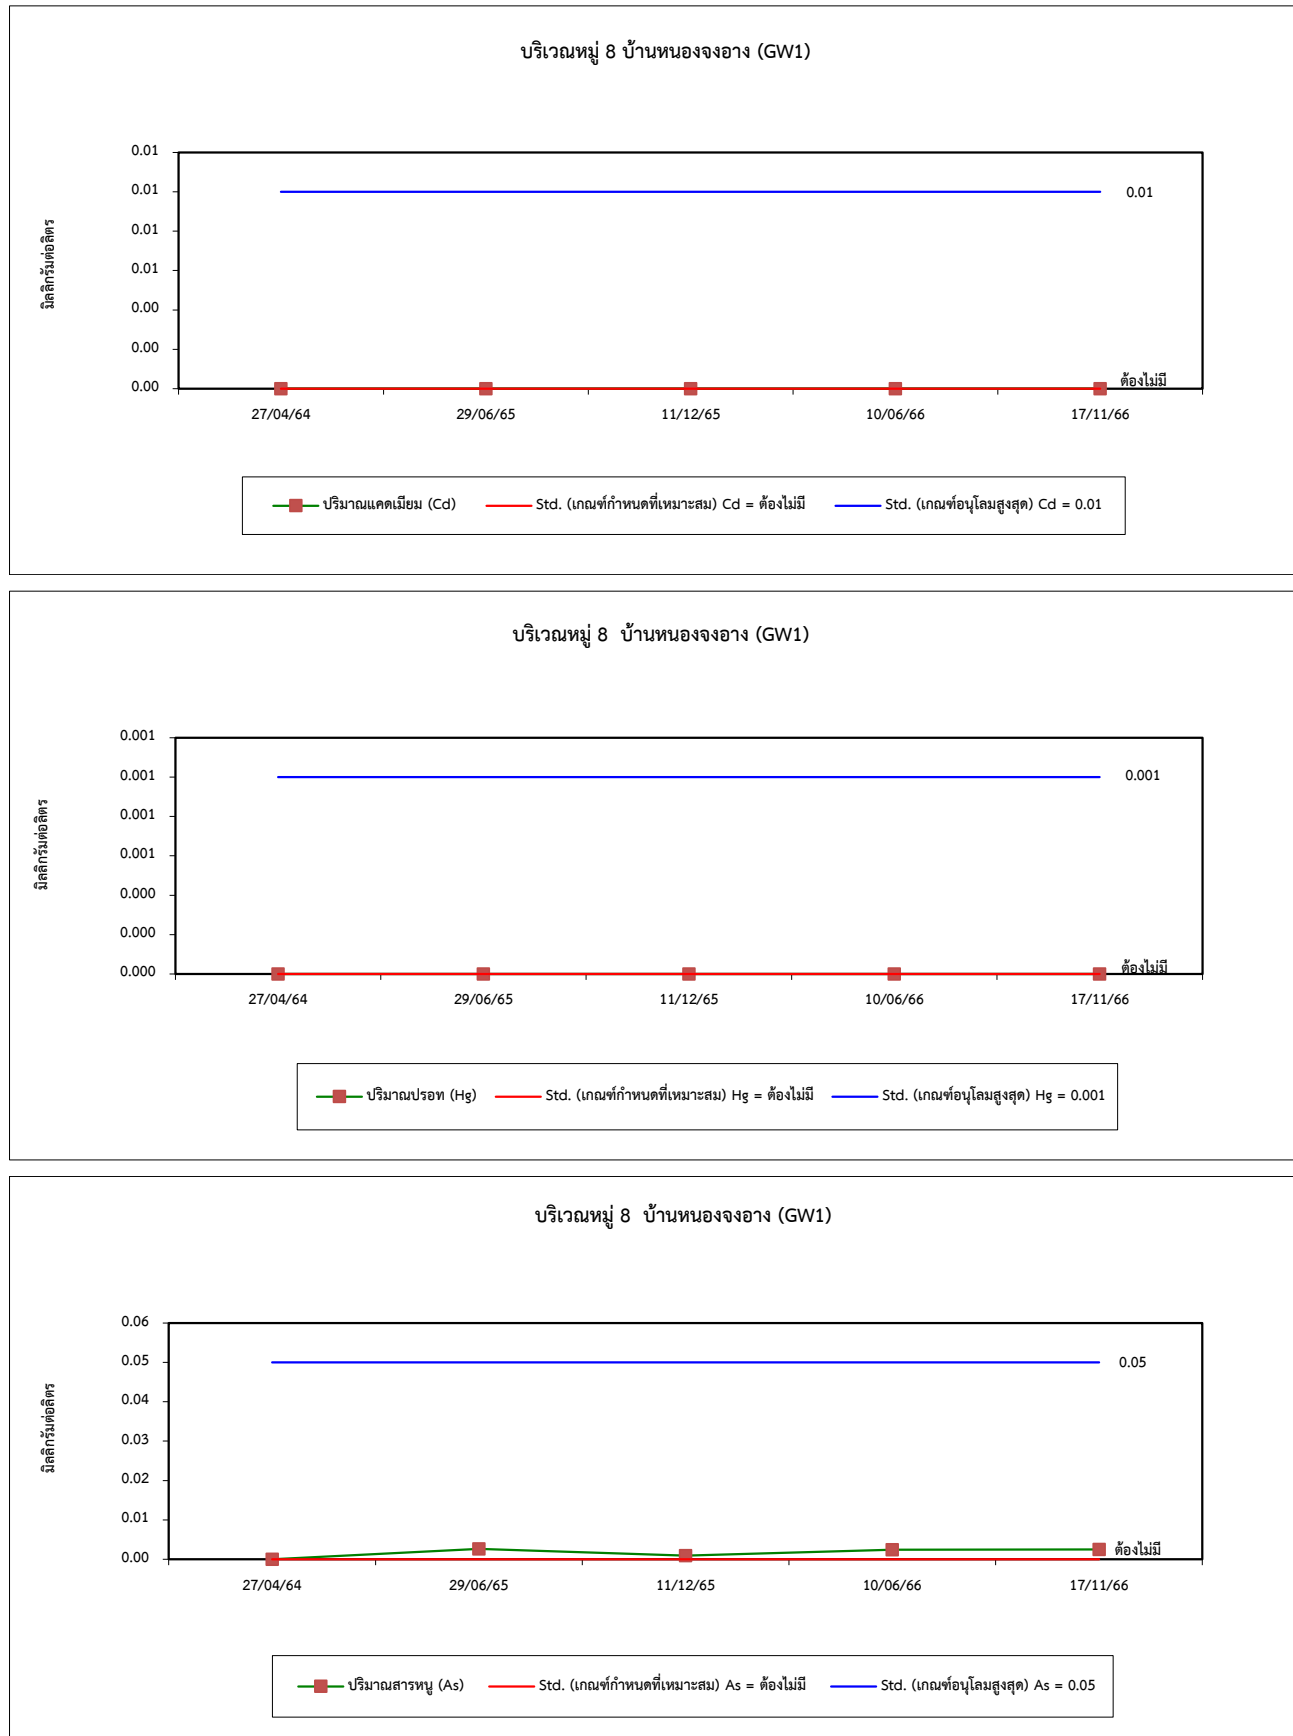 บริเวณหมู่ 8 บ้านหนองจงอาง (GW1)
มิลลิกรัมต่อลิตร
0.01
0.01
0.01
0.01
0.00
0.00
0.00
0.01
ต้องไม่มี
27/04/64 29/06/65 11/12/65 10/06/66 17/11/66
ปริมาณแคดเมียม (Cd) Std. (เกณฑ์กำหนดที่เหมาะสม) Cd = ต้องไม่มี Std. (เกณฑ์อนุโลมสูงสุด) Cd = 0.01
บริเวณหมู่ 8 บ้านหนองจงอาง (GW1)
มิลลิกรัมต่อลิตร
0.001
0.001
0.001
0.001
0.000
0.000
0.000
0.001
ต้องไม่มี
27/04/64 29/06/65 11/12/65 10/06/66 17/11/66
ปริมาณปรอท (Hg) Std. (เกณฑ์กำหนดที่เหมาะสม) Hg = ต้องไม่มี Std. (เกณฑ์อนุโลมสูงสุด) Hg = 0.001
บริเวณหมู่ 8 บ้านหนองจงอาง (GW1)
มิลลิกรัมต่อลิตร
0.06
0.05
0.04
0.03
0.02
0.01
0.00
0.05
ต้องไม่มี
27/04/64 29/06/65 11/12/65 10/06/66 17/11/66
ปริมาณสารหนู (As) Std. (เกณฑ์กำหนดที่เหมาะสม) As = ต้องไม่มี Std. (เกณฑ์อนุโลมสูงสุด) As = 0.05